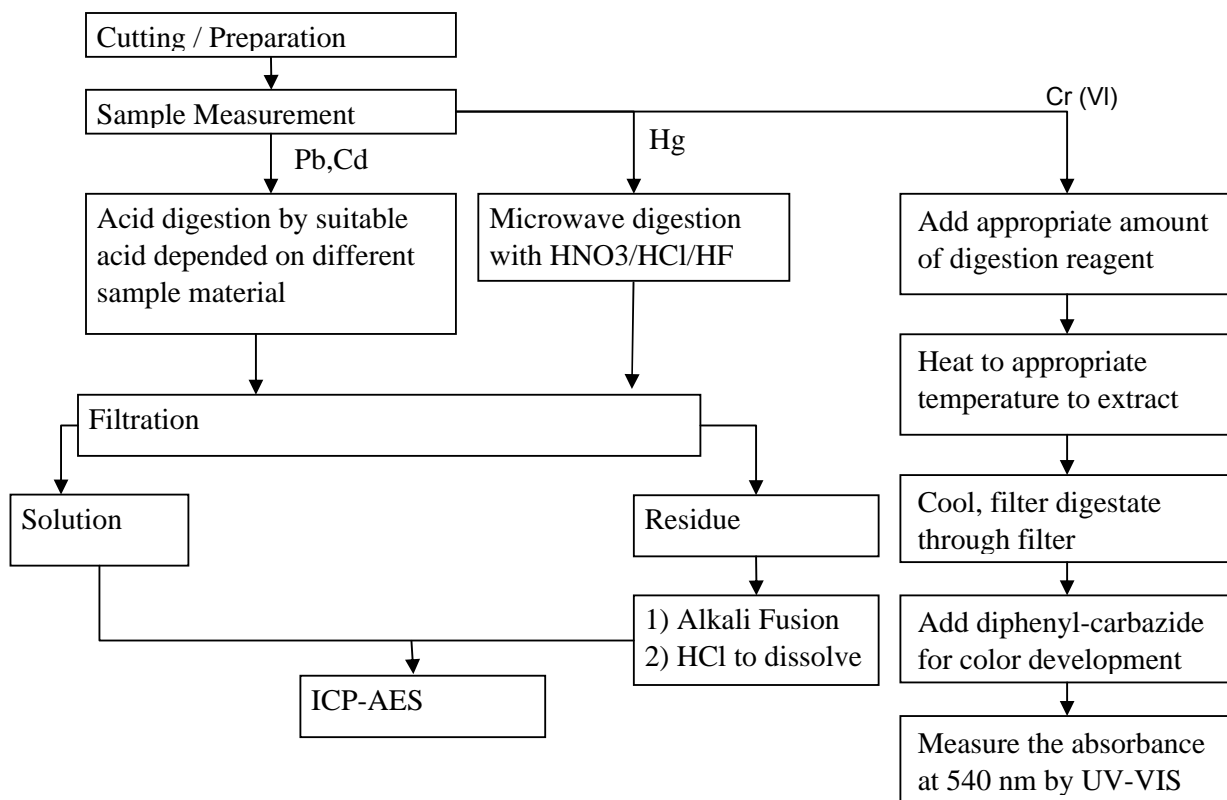 Cutting / Preparation
Sample Measurement
Cr (VI)
Pb,Cd
Hg
Acid digestion by suitable
acid depended on different
sample material
Microwave digestion
with HNO3/HCl/HF
Add appropriate amount
of digestion reagent
Heat to appropriate
temperature to extract
Filtration
Solution
Residue
Cool, filter digestate
through filter
1) Alkali Fusion
2) HCl to dissolve
Add diphenyl-carbazide
for color development
ICP-AES
Measure the absorbance
at 540 nm by UV-VIS